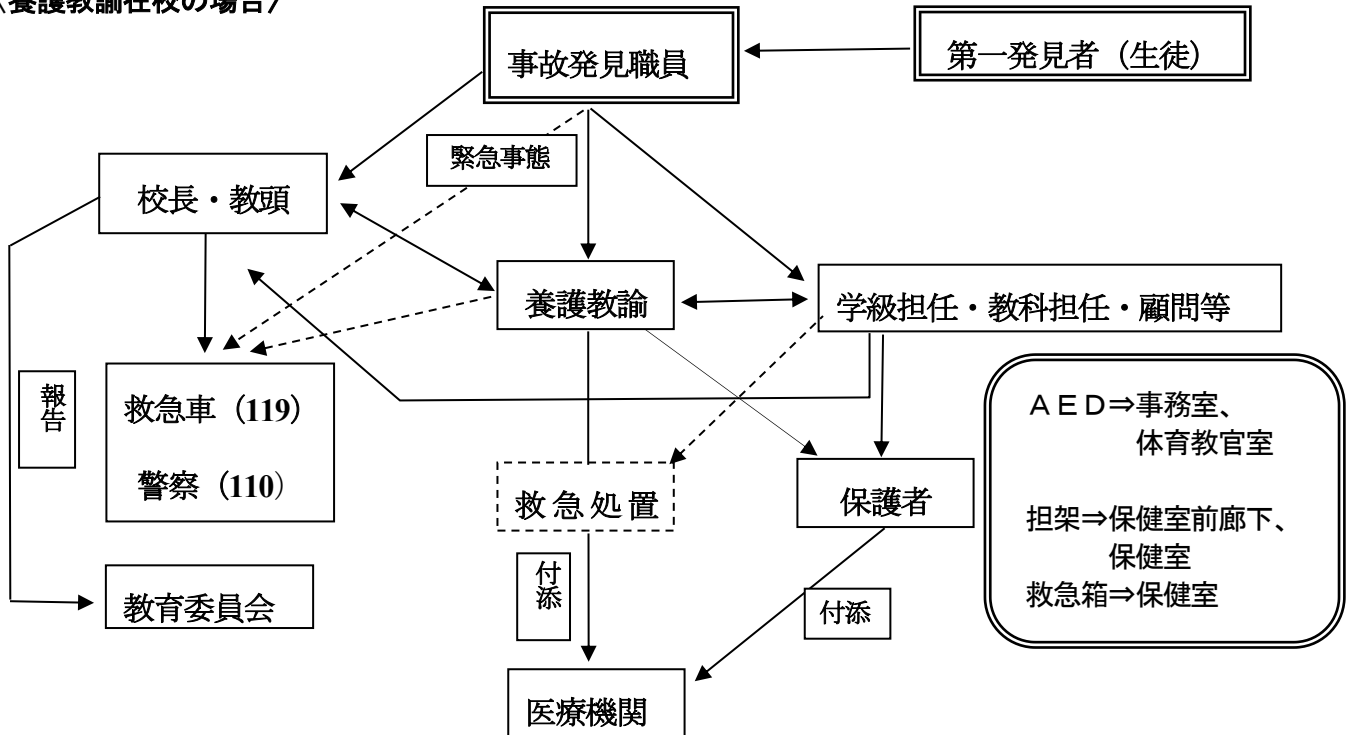 〈養護教諭在校の場合〉
事故発見職員
第一発見者（生徒）
緊急事態
校長・教頭
養護教諭
学級担任・教科担任・顧問等
報告
救急車（119）
警察（110）
ＡＥＤ⇒事務室、
体育教官室
担架⇒保健室前廊下、
保健室
救急箱⇒保健室
救急処置
保護者
付添
付添
教育委員会
医療機関